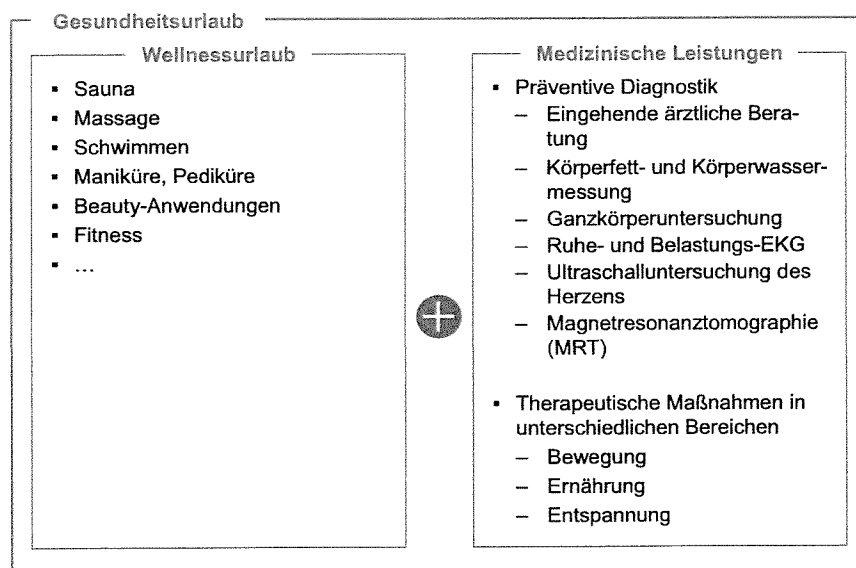 Gesundheitsurlaub
Wellnessurlaub
▪ Sauna
▪ Massage
▪ Schwimmen
▪ Maniküre, Pediküre
▪ Beauty-Anwendungen
▪ Fitness
▪ …
Medizinische Leistungen
▪ Präventive Diagnostik
– Eingehende ärztliche Bera-
tung
– Körperfett- und Körperwasser-
messung
– Ganzkörperuntersuchung
– Ruhe- und Belastungs-EKG
– Ultraschalluntersuchung des
Herzens
– Magnetresonanztomographie
(MRT)
▪ Therapeutische Maßnahmen in
unterschiedlichen Bereichen
– Bewegung
– Ernährung
– Entspannung